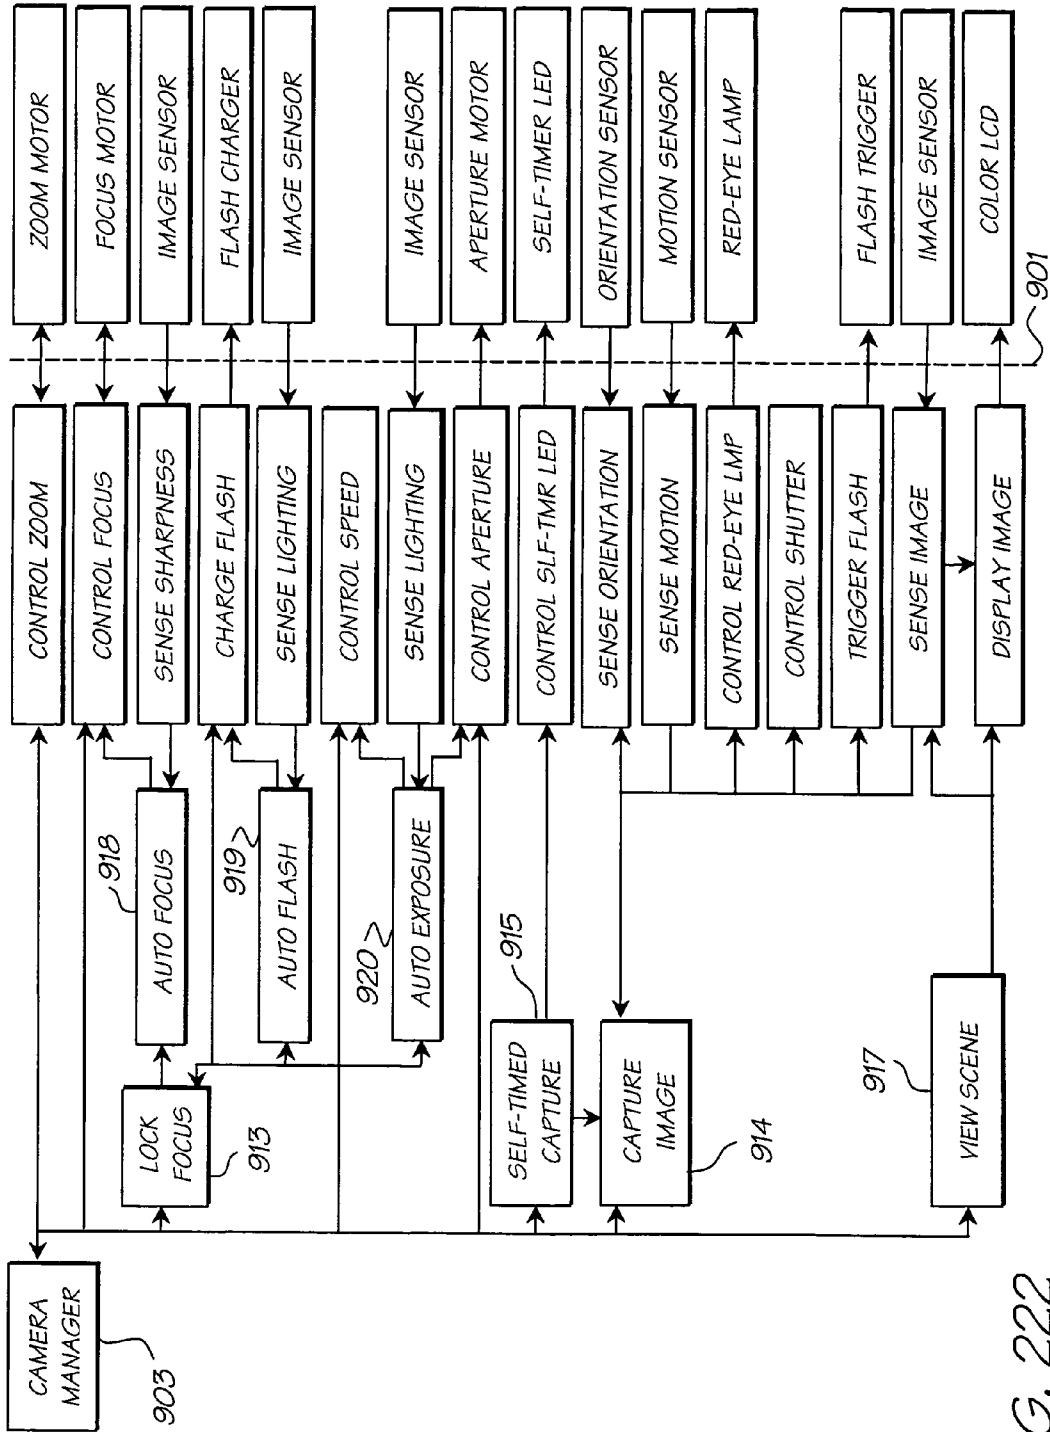 CAMERA
MANAGER
903
LOCK
FOCUS
913
SELF-TIMED
CAPTURE
915
CAPTURE
IMAGE
914
VIEW SCENE
917
AUTO FOCUS
918
AUTO FLASH
919
AUTO EXPOSURE
920
CONTROL ZOOM
CONTROL FOCUS
SENSE SHARPNESS
CHARGE FLASH
SENSE LIGHTING
CONTROL SPEED
SENSE LIGHTING
CONTROL APERTURE
CONTROL SLF-TMR LED
SENSE ORIENTATION
SENSE MOTION
CONTROL RED-EYE LMP
CONTROL SHUTTER
TRIGGER FLASH
SENSE IMAGE
DISPLAY IMAGE
ZOOM MOTOR
FOCUS MOTOR
IMAGE SENSOR
FLASH CHARGER
IMAGE SENSOR
IMAGE SENSOR
APERTURE MOTOR
SELF-TIMER LED
ORIENTATION SENSOR
MOTION SENSOR
RED-EYE LAMP
FLASH TRIGGER
IMAGE SENSOR
COLOR LCD
901
G. 222